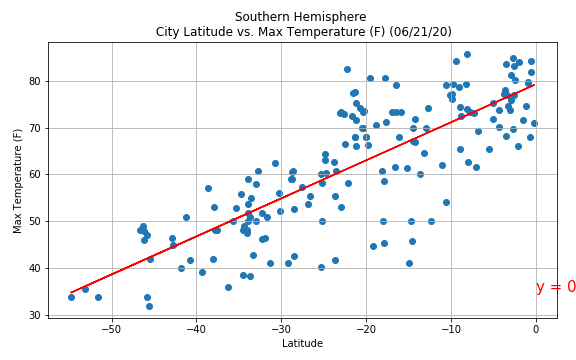 Southern Hemisphere
City Latitude vs. Max Temperature (F) (06/21/20)
Max Temperature (F)
80
70
60
50
40
30
y = 0
−50
−40
−30
−20
−10
0
Latitude